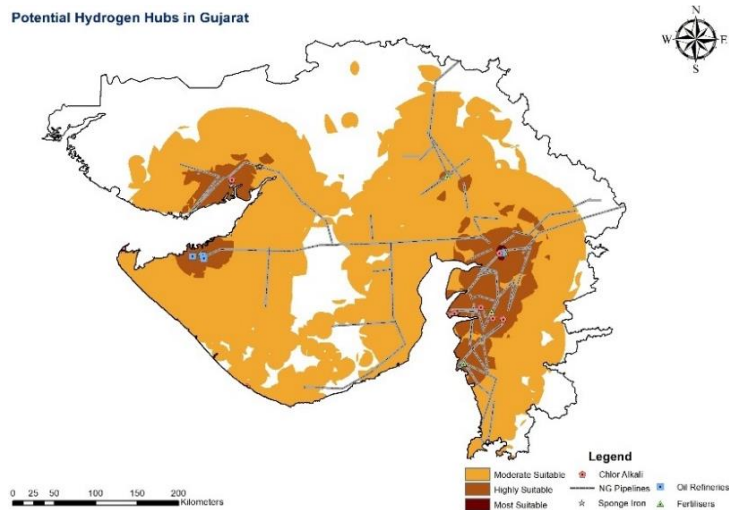 Potential Hydrogen Hubs in Gujarat
N
W E
S
Legend
Moderate Suitable
Highly Suitable
Most Suitable
Chlor Alkali
NG Pipelines
Sponge Iron
Oil Refineries
Fertilisers
0 25 50 100 150 200
Kilometers